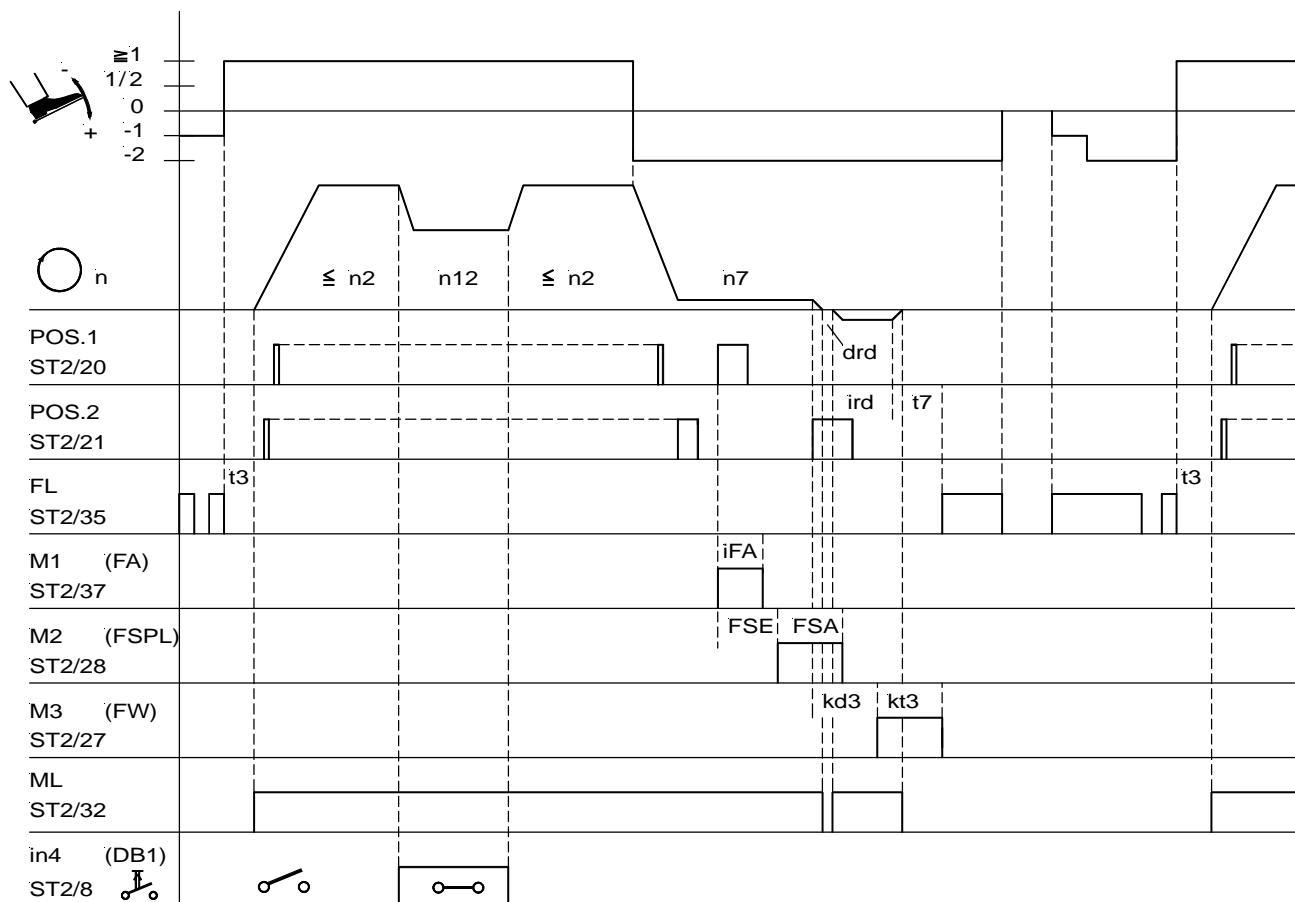 ≧1
1/2
0
-1
-2
-
+
n
≦ n2
n12
≦ n2
n7
POS.1
ST2/20
drd
POS.2
ST2/21
ird
t7
FL
ST2/35
t3
t3
M1 (FA)
ST2/37
iFA
M2 (FSPL)
ST2/28
FSE
FSA
M3 (FW)
ST2/27
kd3
kt3
ML
ST2/32
in4 (DB1)
ST2/8